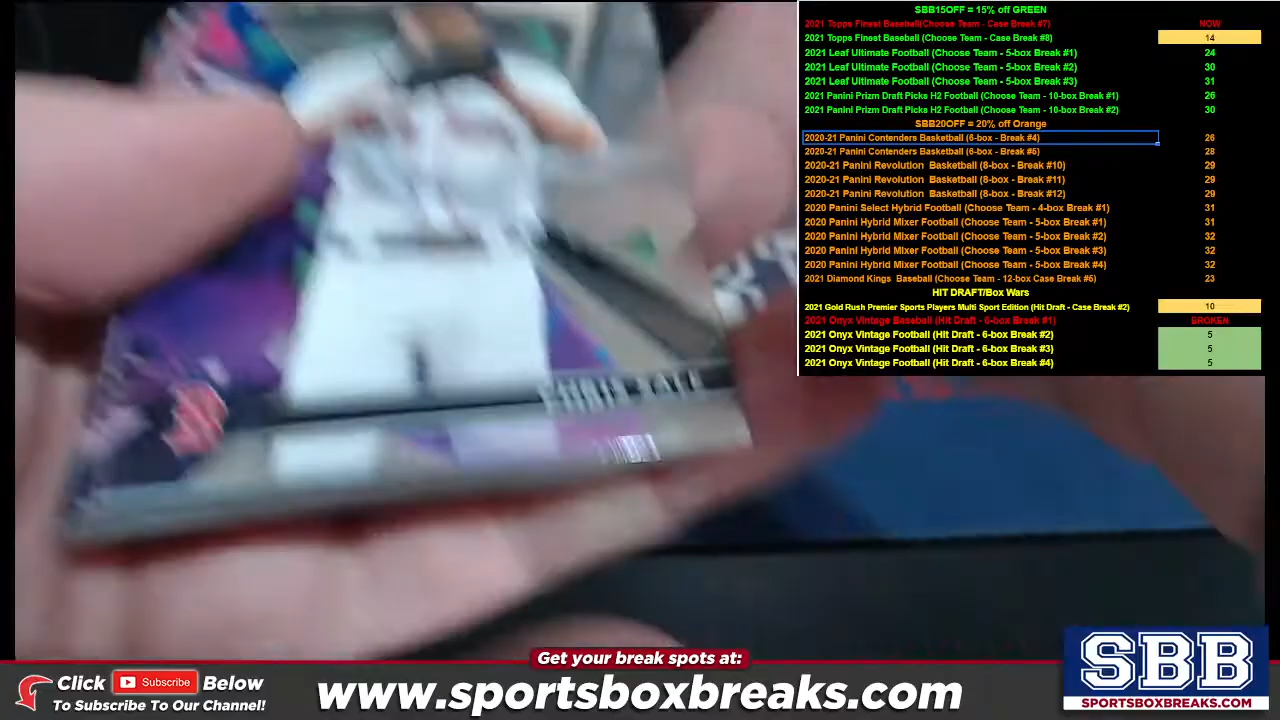 SBB15OFF = 15% off GREEN
2021 Topps Finest Baseball(Choose Team - Case Break #7) NOW
2021 Topps Finest Baseball (Choose Team - Case Break #8) 14
2021 Leaf Ultimate Football (Choose Team - 5-box Break #1) 24
2021 Leaf Ultimate Football (Choose Team - 5-box Break #2) 30
2021 Leaf Ultimate Football (Choose Team - 5-box Break #3) 31
2021 Panini Prizm Draft Picks H2 Football (Choose Team - 10-box Break #1) 26
2021 Panini Prizm Draft Picks H2 Football (Choose Team - 10-box Break #2) 30
SBB20OFF = 20% off Orange
2020-21 Panini Contenders Basketball (6-box - Break #4) 26
2020-21 Panini Contenders Basketball (6-box - Break #5) 28
2020-21 Panini Revolution Basketball (8-box - Break #10) 29
2020-21 Panini Revolution Basketball (8-box - Break #11) 29
2020-21 Panini Revolution Basketball (8-box - Break #12) 29
2020 Panini Select Hybrid Football (Choose Team - 4-box Break #1) 31
2020 Panini Hybrid Mixer Football (Choose Team - 5-box Break #1) 31
2020 Panini Hybrid Mixer Football (Choose Team - 5-box Break #2) 32
2020 Panini Hybrid Mixer Football (Choose Team - 5-box Break #3) 32
2020 Panini Hybrid Mixer Football (Choose Team - 5-box Break #4) 32
2021 Diamond Kings Baseball (Choose Team - 12-box Case Break #6) 23
HIT DRAFT/Box Wars
2021 Gold Rush Premier Sports Players Multi Sport Edition (Hit Draft - Case Break #2) 10
2021 Onyx Vintage Baseball (Hit Draft - 6-box Break #1) BROKEN
2021 Onyx Vintage Football (Hit Draft - 6-box Break #2) 5
2021 Onyx Vintage Football (Hit Draft - 6-box Break #3) 5
2021 Onyx Vintage Football (Hit Draft - 6-box Break #4) 5
CHRIS SALE
Get your break spots at:
Click Subscribe Below
To Subscribe To Our Channel!
www.sportsboxbreaks.com
SBB
SPORTSBOXBREAKS.COM